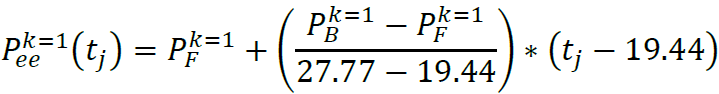 $P_{ee}^{k=1}(t_j) = P_F^{k=1} + \left(\frac{P_B^{k=1} - P_F^{k=1}}{27.77 - 19.44}\right) * (t_j - 19.44)$